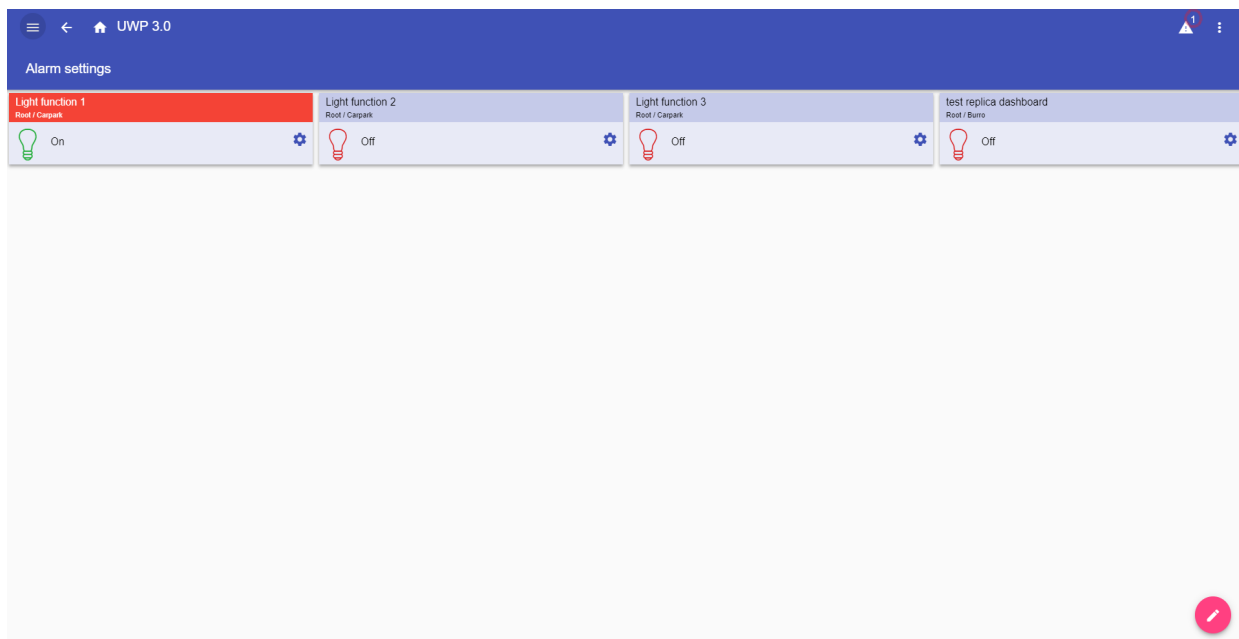 UWP 3.0
1
Alarm settings
Light function 1
Root / Carpark
On
Light function 2
Root / Carpark
Off
Light function 3
Root / Carpark
Off
test replica dashboard
Root / Burro
Off